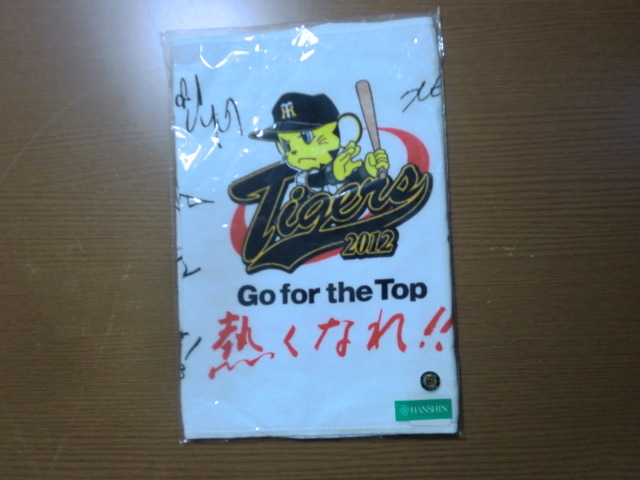 Tigers
2012
Go for the Top
熱くなれ!!
HANSHIN